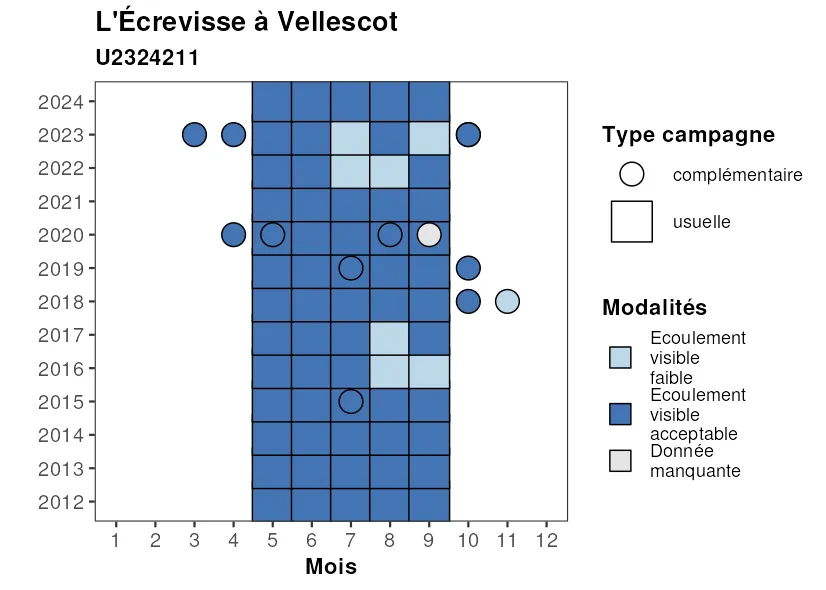 L'Écrevisse à Vellescot
U2324211
2024
2023
2022
2021
2020
2019
2018
2017
2016
2015
2014
2013
2012
1 2 3 4 5 6 7 8 9 10 11 12
Mois
Type campagne
complémentaire
usuelle
Modalités
Ecoulement
visible
faible
Ecoulement
visible
acceptable
Donnée
manquante